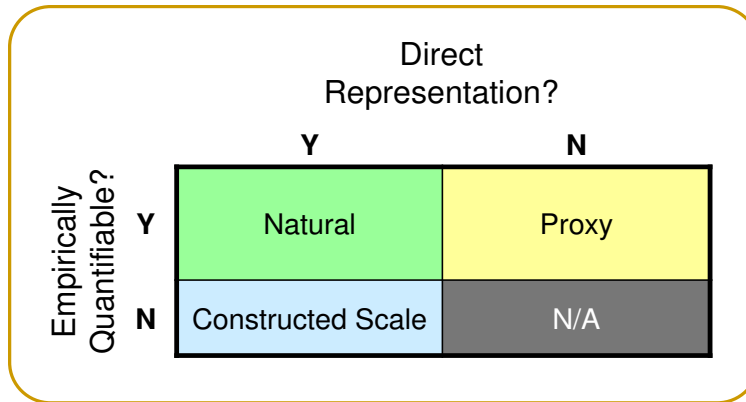 Direct
Representation?
Y N
Empirically
Quantifiable?
Y Natural Proxy
N Constructed Scale N/A